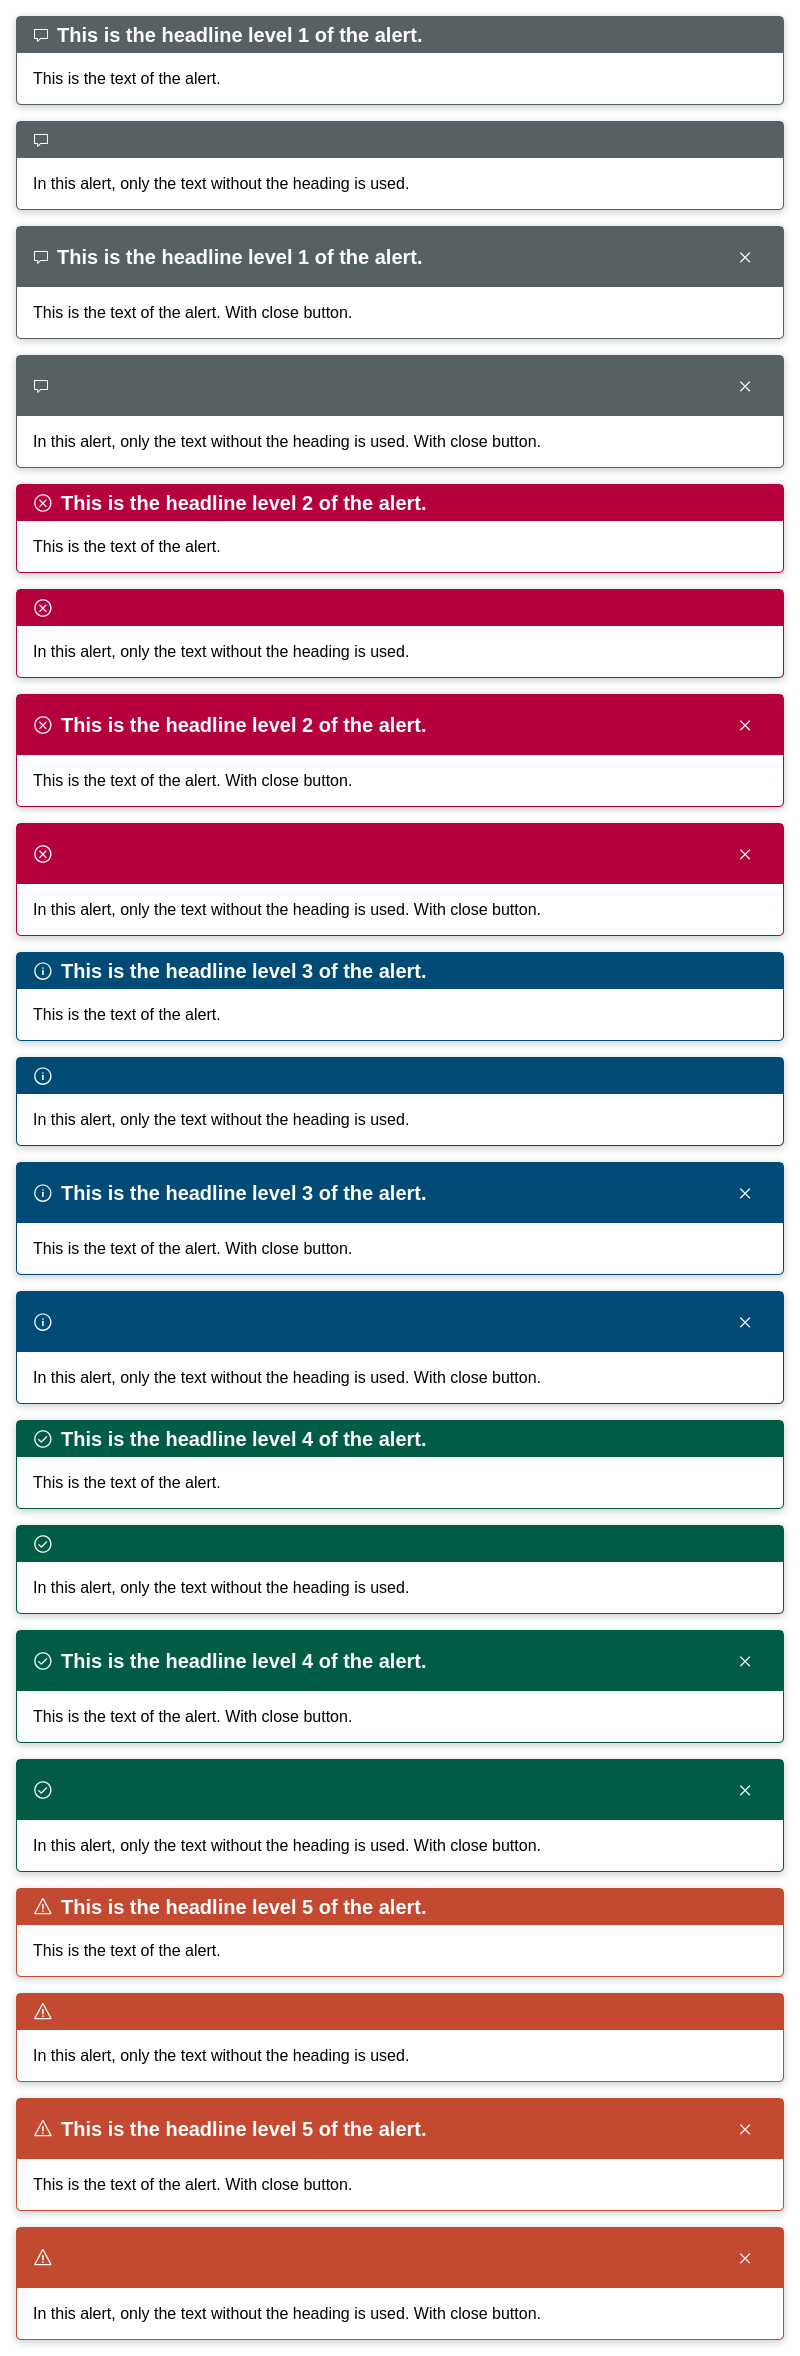 This is the headline level 1 of the alert.
This is the text of the alert.
In this alert, only the text without the heading is used.
This is the headline level 1 of the alert.
This is the text of the alert. With close button.
In this alert, only the text without the heading is used. With close button.
This is the headline level 2 of the alert.
This is the text of the alert.
In this alert, only the text without the heading is used.
This is the headline level 2 of the alert.
This is the text of the alert. With close button.
In this alert, only the text without the heading is used. With close button.
This is the headline level 3 of the alert.
This is the text of the alert.
In this alert, only the text without the heading is used.
This is the headline level 3 of the alert.
This is the text of the alert. With close button.
In this alert, only the text without the heading is used. With close button.
This is the headline level 4 of the alert.
This is the text of the alert.
In this alert, only the text without the heading is used.
This is the headline level 4 of the alert.
This is the text of the alert. With close button.
In this alert, only the text without the heading is used. With close button.
This is the headline level 5 of the alert.
This is the text of the alert.
In this alert, only the text without the heading is used.
This is the headline level 5 of the alert.
This is the text of the alert. With close button.
In this alert, only the text without the heading is used. With close button.